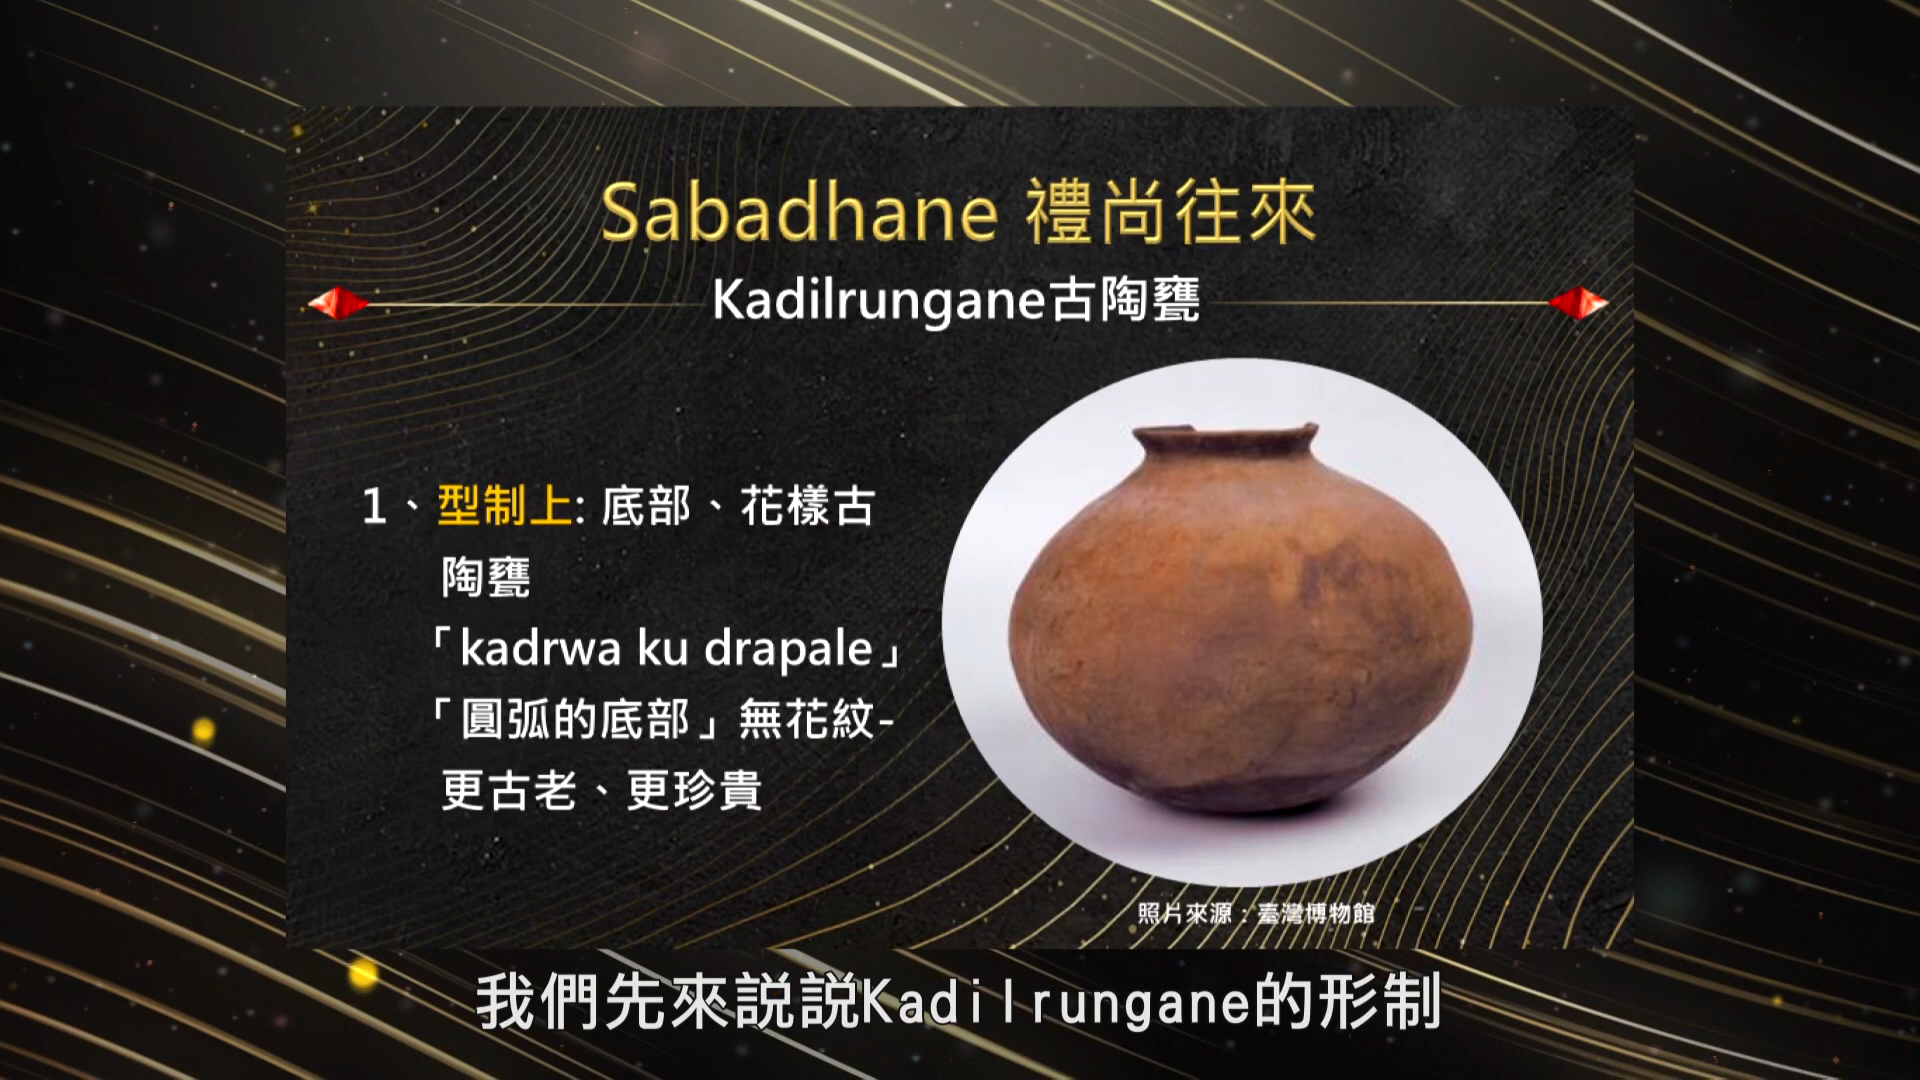 Sabadhane 禮尚往來
Kadilrungane古陶甕
1、型制上: 底部、花樣古
陶甕
「kadrwa ku drapale」
「圓弧的底部」無花紋-
更古老、更珍貴
照片來源：臺灣博物館
我們先來説説Kadilrungane的形制